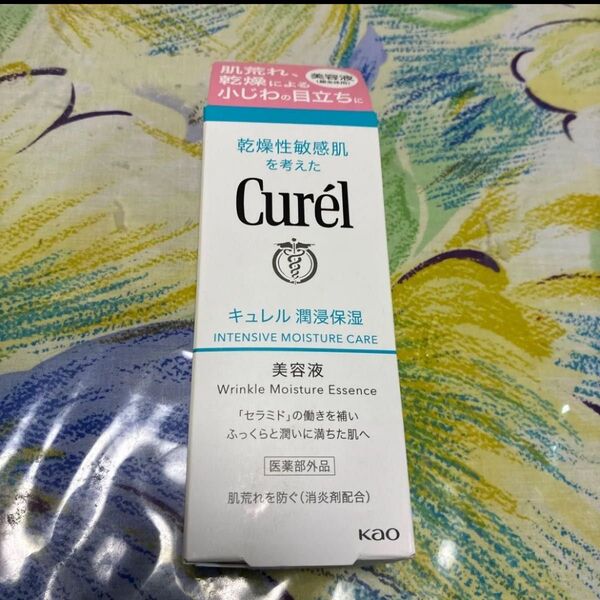 肌荒れ、
乾燥による
小じわの目立ちに
美容液
乾燥性敏感肌
を考えた
Curél
キュレル 潤浸保湿
INTENSIVE MOISTURE CARE
美容液
Wrinkle Moisture Essence
「セラミド」の働きを補い
ふっくらと潤いに満ちた肌へ
医薬部外品
肌荒れを防ぐ(消炎剤配合)
Kao